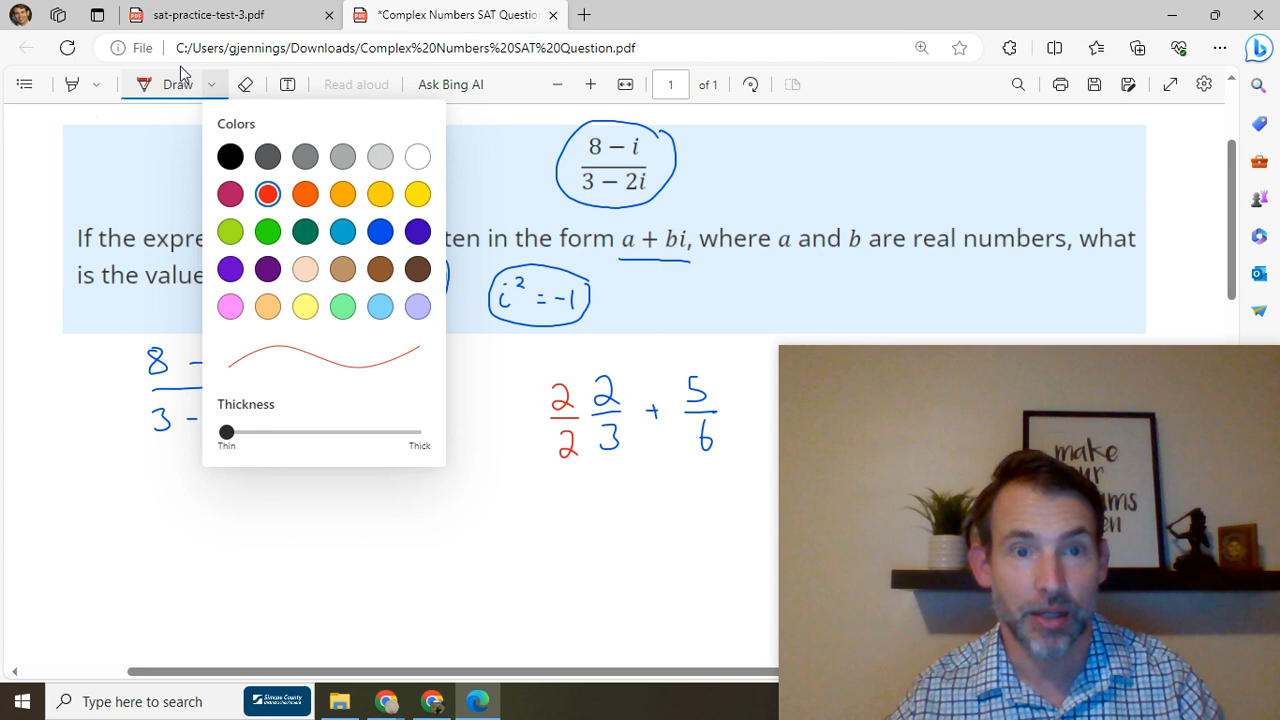 sat-practice-test-3.pdf
*Complex Numbers SAT Questio
File
C:/Users/gjennings/Downloads/Complex%20Numbers%20SAT%20Question.pdf
Draw
Read aloud
Ask Bing AI
1
of 1
Colors
8 − i
3 − 2i
If the expre
ten in the form a + bi, where a and b are real numbers, what
is the value
i² = -1
8 -
3 -
2 2 + 5
2 3 6
Thickness
Thin
Thick
make
your
ams
en
Type here to search